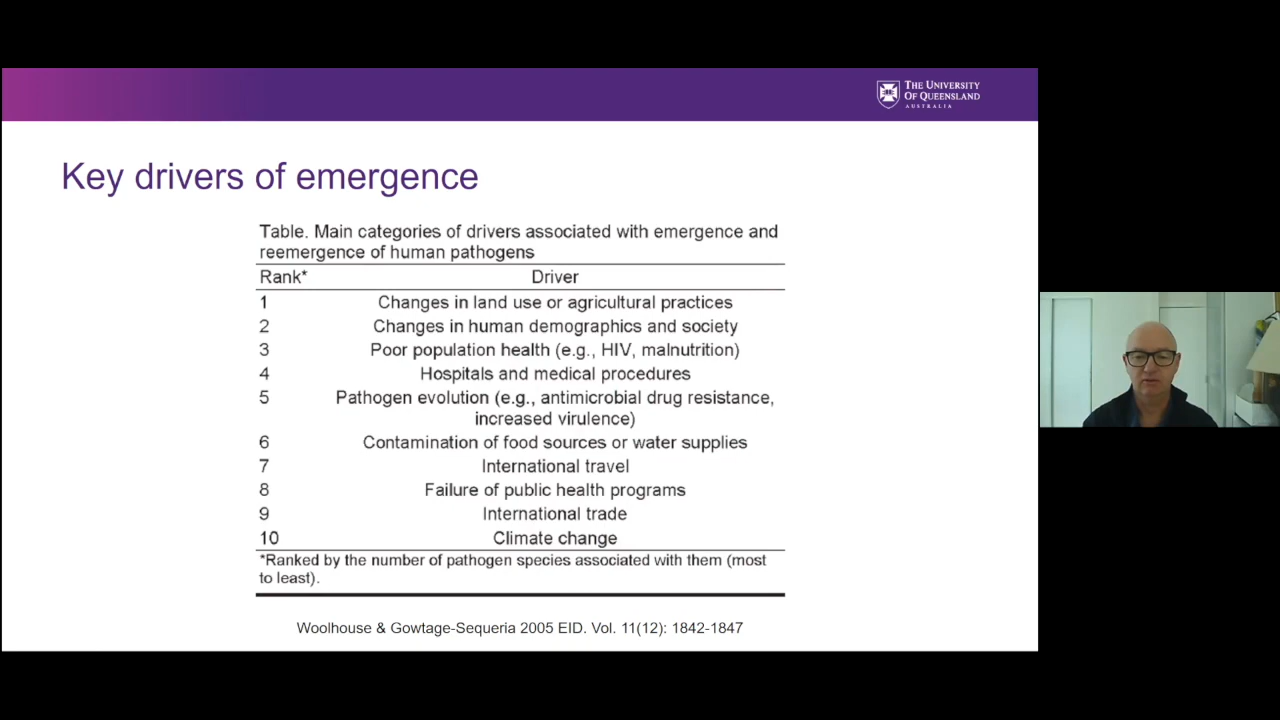 THE UNIVERSITY
OF QUEENSLAND
AUSTRALIA
Key drivers of emergence
Table. Main categories of drivers associated with emergence and
reemergence of human pathogens
Rank* Driver
1 Changes in land use or agricultural practices
2 Changes in human demographics and society
3 Poor population health (e.g., HIV, malnutrition)
4 Hospitals and medical procedures
5 Pathogen evolution (e.g., antimicrobial drug resistance,
increased virulence)
6 Contamination of food sources or water supplies
7 International travel
8 Failure of public health programs
9 International trade
10 Climate change
*Ranked by the number of pathogen species associated with them (most
to least).
Woolhouse & Gowtage-Sequeria 2005 EID. Vol. 11(12): 1842-1847